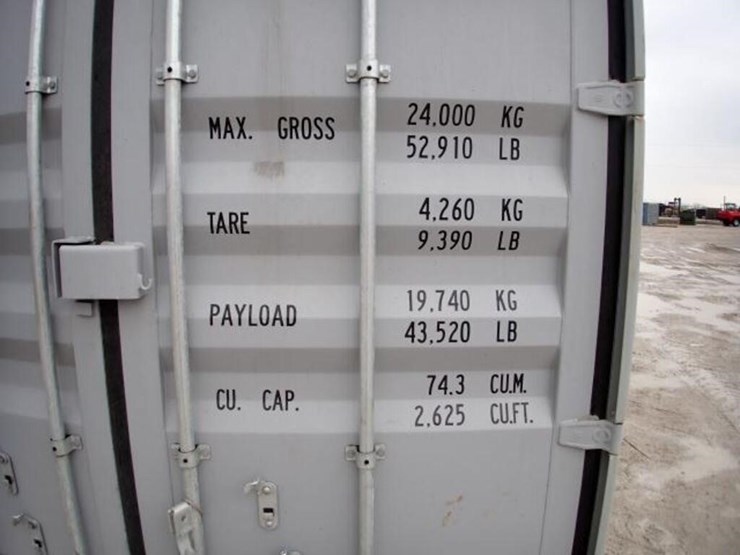 MAX. GROSS 24,000 KG
52,910 LB
TARE 4,260 KG
9,390 LB
PAYLOAD 19,740 KG
43,520 LB
CU. CAP. 74.3 CU.M.
2,625 CU.FT.